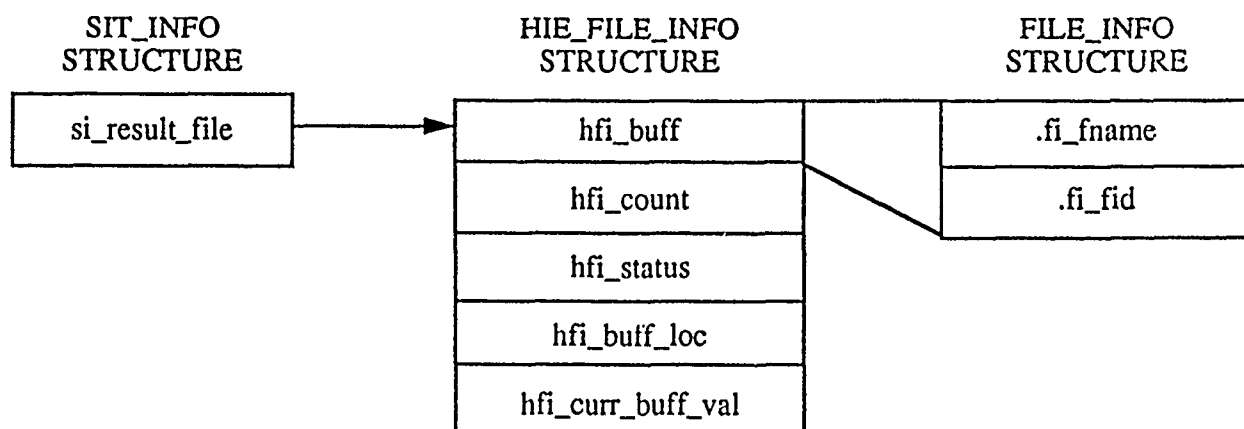 SIT_INFO
STRUCTURE
HIE_FILE_INFO
STRUCTURE
FILE_INFO
STRUCTURE
si_result_file
hfi_buff
.fi_fname
hfi_count
.fi_fid
hfi_status
hfi_buff_loc
hfi_curr_buff_val